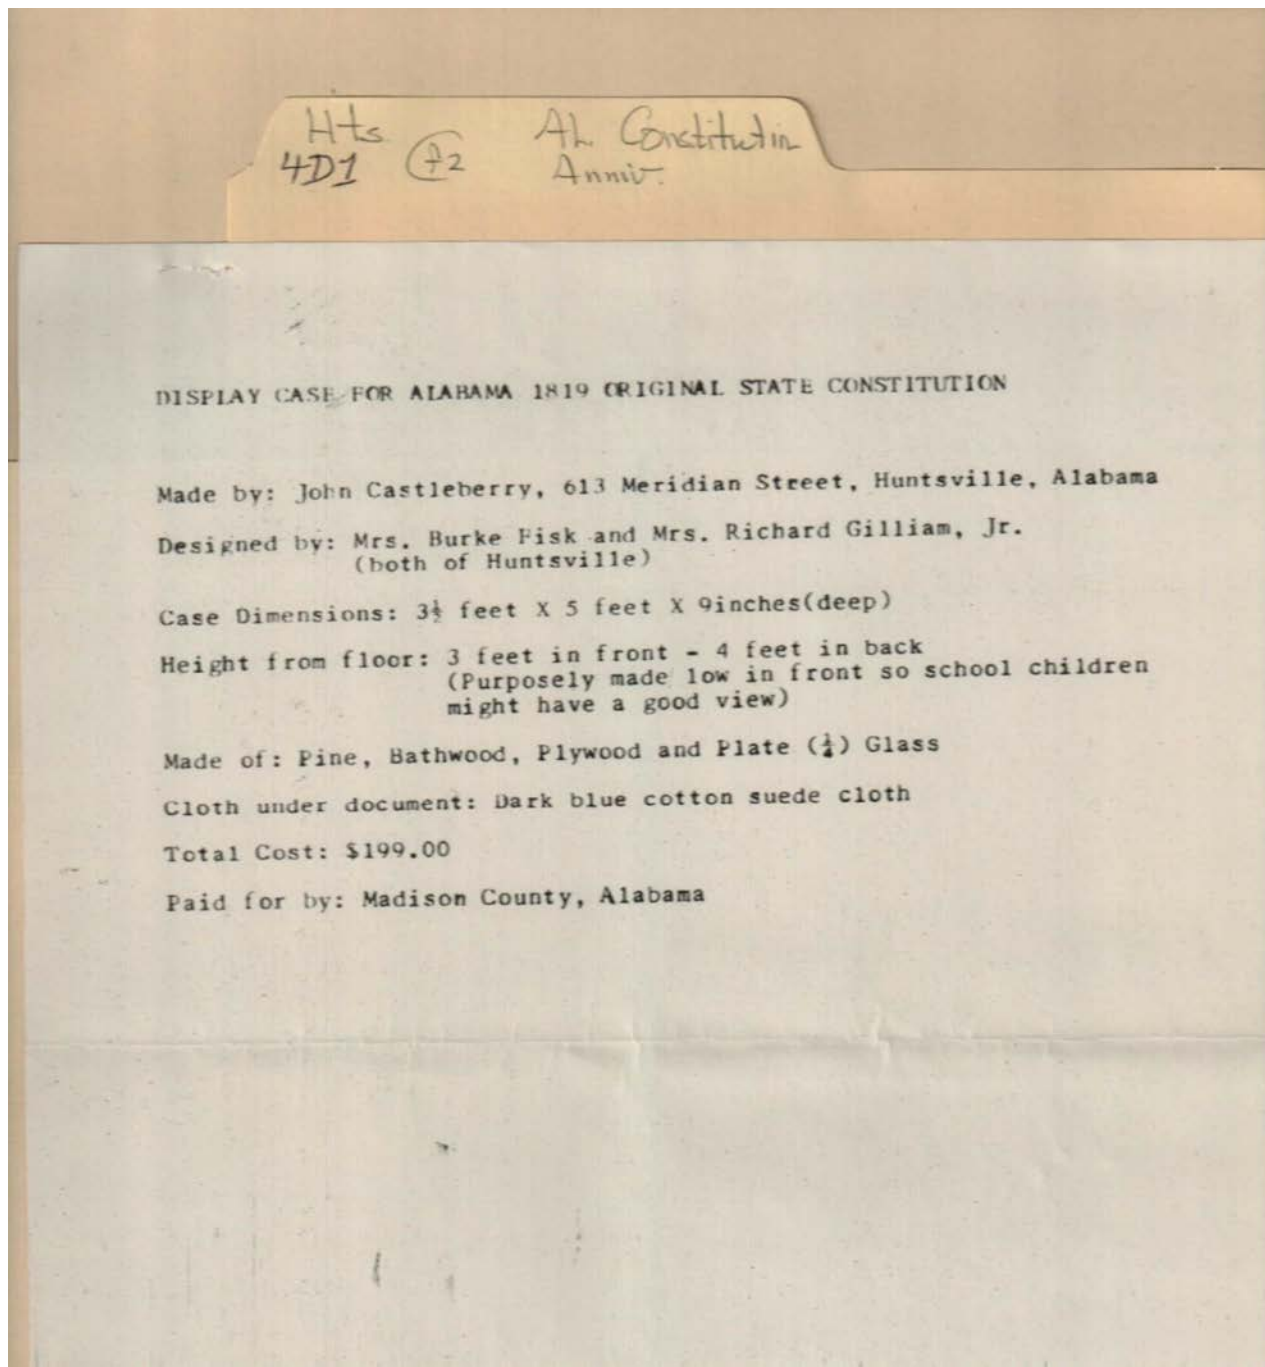 Hts AL Constitutin
4D1 f2 Anniv.
DISPLAY CASE FOR ALABAMA 1819 ORIGINAL STATE CONSTITUTION
Made by: John Castleberry, 613 Meridian Street, Huntsville, Alabama
Designed by: Mrs. Burke Fisk and Mrs. Richard Gilliam, Jr.
(both of Huntsville)
Case Dimensions: 3½ feet X 5 feet X 9inches(deep)
Height from floor: 3 feet in front - 4 feet in back
(Purposely made low in front so school children
might have a good view)
Made of: Pine, Bathwood, Plywood and Plate (¼) Glass
Cloth under document: Dark blue cotton suede cloth
Total Cost: $199.00
Paid for by: Madison County, Alabama